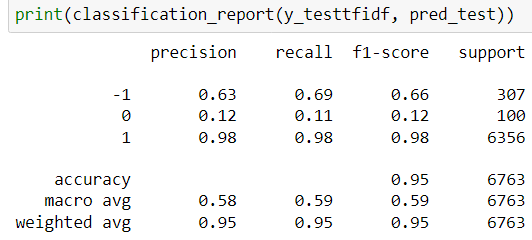 print(classification_report(y_testtfidf, pred_test))
precision recall f1-score support
-1 0.63 0.69 0.66 307
0 0.12 0.11 0.12 100
1 0.98 0.98 0.98 6356
accuracy 0.95 6763
macro avg 0.58 0.59 0.59 6763
weighted avg 0.95 0.95 0.95 6763